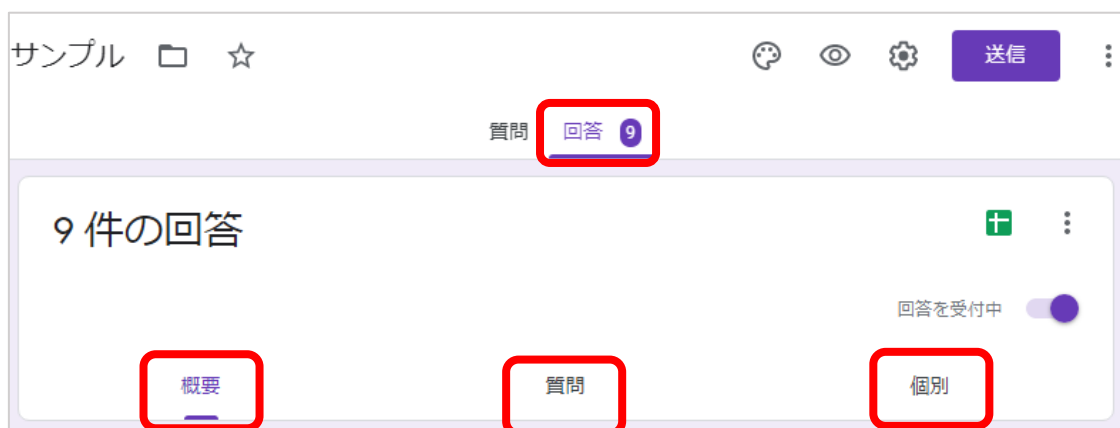 サンプル 送信
質問 回答 9
9 件の回答
回答を受付中
概要 質問 個別